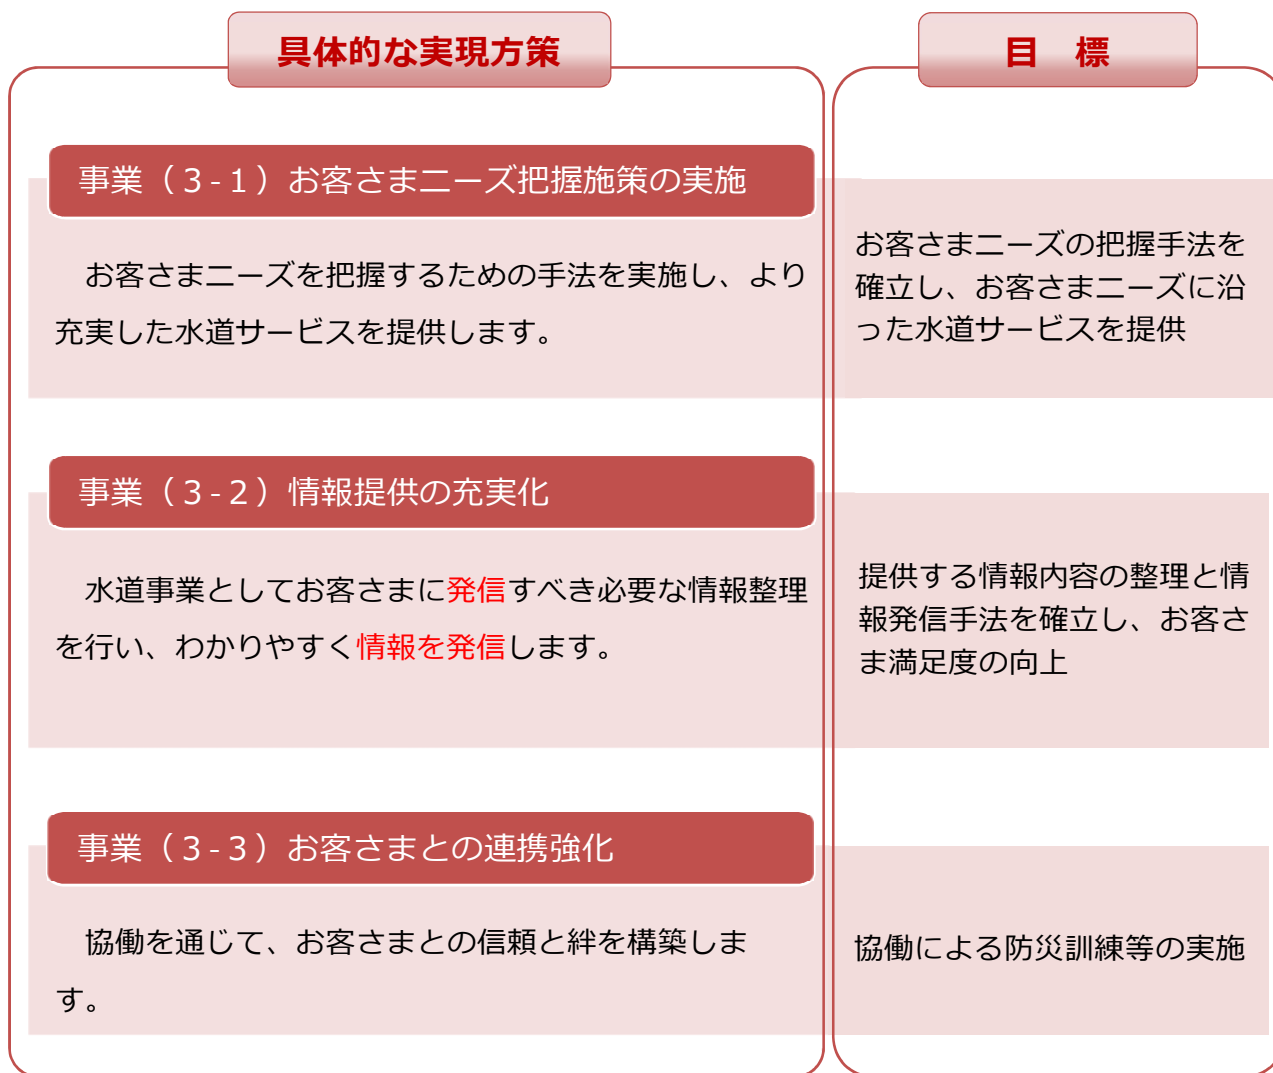 具体的な実現方策
目　標
事業（３-１）お客さまニーズ把握施策の実施
お客さまニーズを把握するための手法を実施し、より
充実した水道サービスを提供します。
お客さまニーズの把握手法を
確立し、お客さまニーズに沿
った水道サービスを提供
事業（３-２）情報提供の充実化
水道事業としてお客さまに発信すべき必要な情報整理
を行い、わかりやすく情報を発信します。
提供する情報内容の整理と情
報発信手法を確立し、お客さ
ま満足度の向上
事業（３-３）お客さまとの連携強化
協働を通じて、お客さまとの信頼と絆を構築しま
す。
協働による防災訓練等の実施